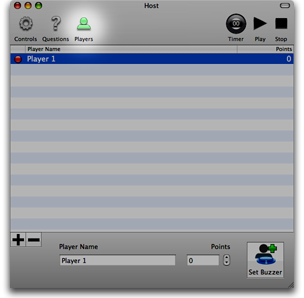 Host
Controls Questions Players Timer Play Stop
Player Name Points
Player 1 0
Player Name Points
Player 1 0
Set Buzzer